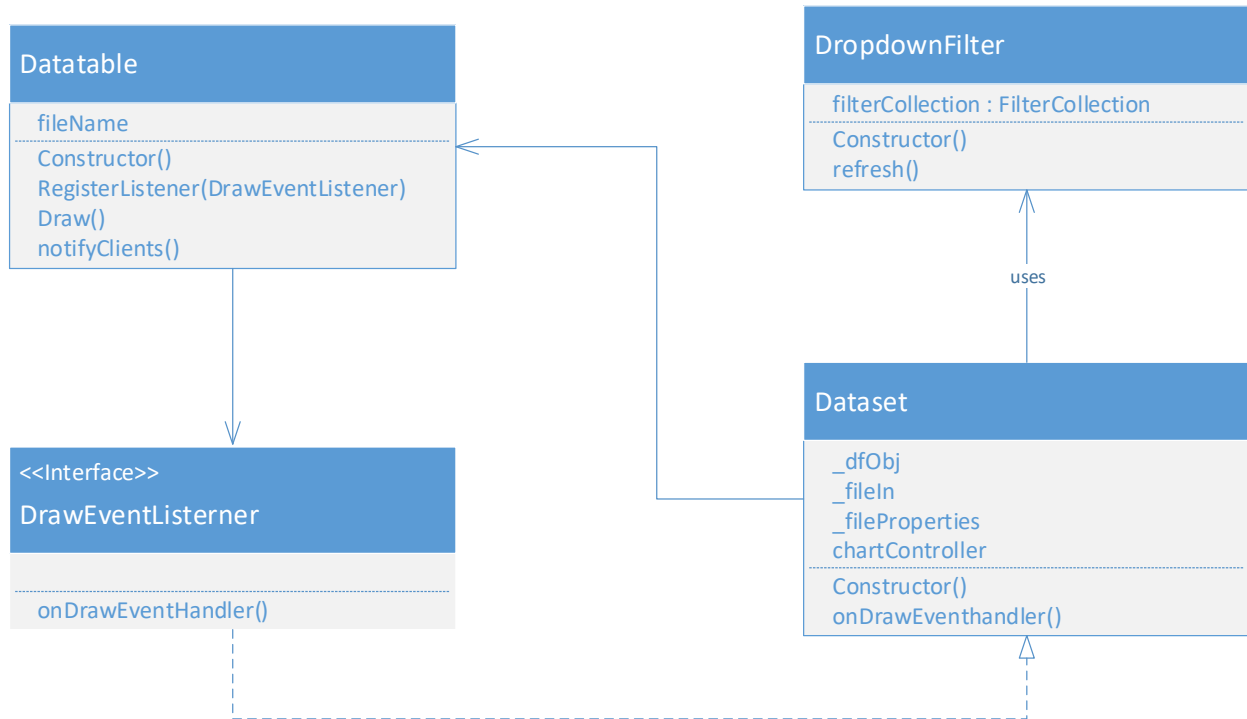 Datatable
fileName
Constructor()
RegisterListener(DrawEventListener)
Draw()
notifyClients()
DropdownFilter
filterCollection : FilterCollection
Constructor()
refresh()
uses
<<Interface>>
DrawEventListerner
onDrawEventHandler()
Dataset
_dfObj
_fileIn
_fileProperties
chartController
Constructor()
onDrawEventhandler()